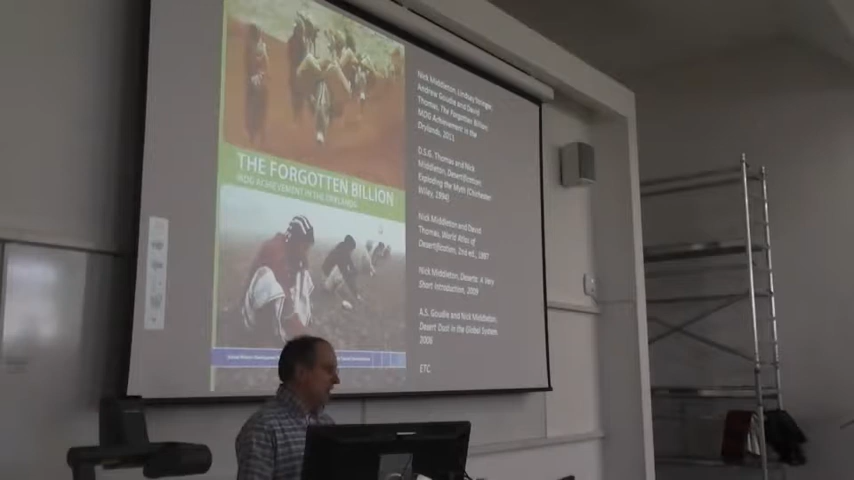 THE FORGOTTEN BILLION
MDG ACHIEVEMENT IN THE DRYLANDS
Nick Middleton, Lindsay Stringer,
Andrew Goudie and David
Thomas, The Forgotten Billion,
MDG Achievement in the
Drylands, 2011
D.S.G. Thomas and Nick
Middleton, Desertification:
Exploding the Myth (Chichester
Wiley, 1994)
Nick Middleton and David
Thomas, World Atlas of
Desertification, 2nd ed., 1997
Nick Middleton, Deserts: A Very
Short Introduction, 2009
A.S. Goudie and Nick Middleton,
Desert Dust in the Global System,
2006
ETC.